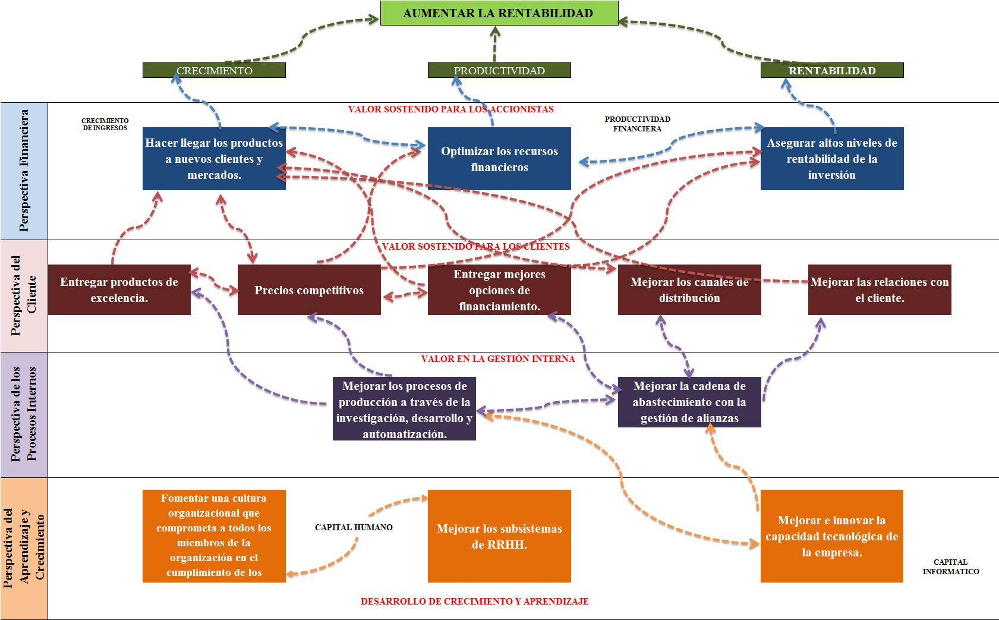 AUMENTAR LA RENTABILIDAD
CRECIMIENTO
PRODUCTIVIDAD
RENTABILIDAD
Perspectiva Financiera
VALOR SOSTENIDO PARA LOS ACCIONISTAS
CRECIMIENTO
DE INGRESOS
PRODUCTIVIDAD
FINANCIERA
Hacer llegar los productos
a nuevos clientes y
mercados.
Optimizar los recursos
financieros
Asegurar altos niveles de
rentabilidad de la
inversión
Perspectiva del
Cliente
VALOR SOSTENIDO PARA LOS CLIENTES
Entregar productos de
excelencia.
Precios competitivos
Entregar mejores
opciones de
financiamiento.
Mejorar los canales de
distribución
Mejorar las relaciones con
el cliente.
Perspectiva de los
Procesos Internos
VALOR EN LA GESTIÓN INTERNA
Mejorar los procesos de
producción a través de la
investigación, desarrollo y
automatización.
Mejorar la cadena de
abastecimiento con la
gestión de alianzas
Perspectiva del
Aprendizaje y
Crecimiento
Fomentar una cultura
organizacional que
comprometa a todos los
miembros de la
organización en el
cumplimiento de los
CAPITAL HUMANO
Mejorar los subsistemas
de RRHH.
Mejorar e innovar la
capacidad tecnológica de
la empresa.
CAPITAL
INFORMATICO
DESARROLLO DE CRECIMIENTO Y APRENDIZAJE